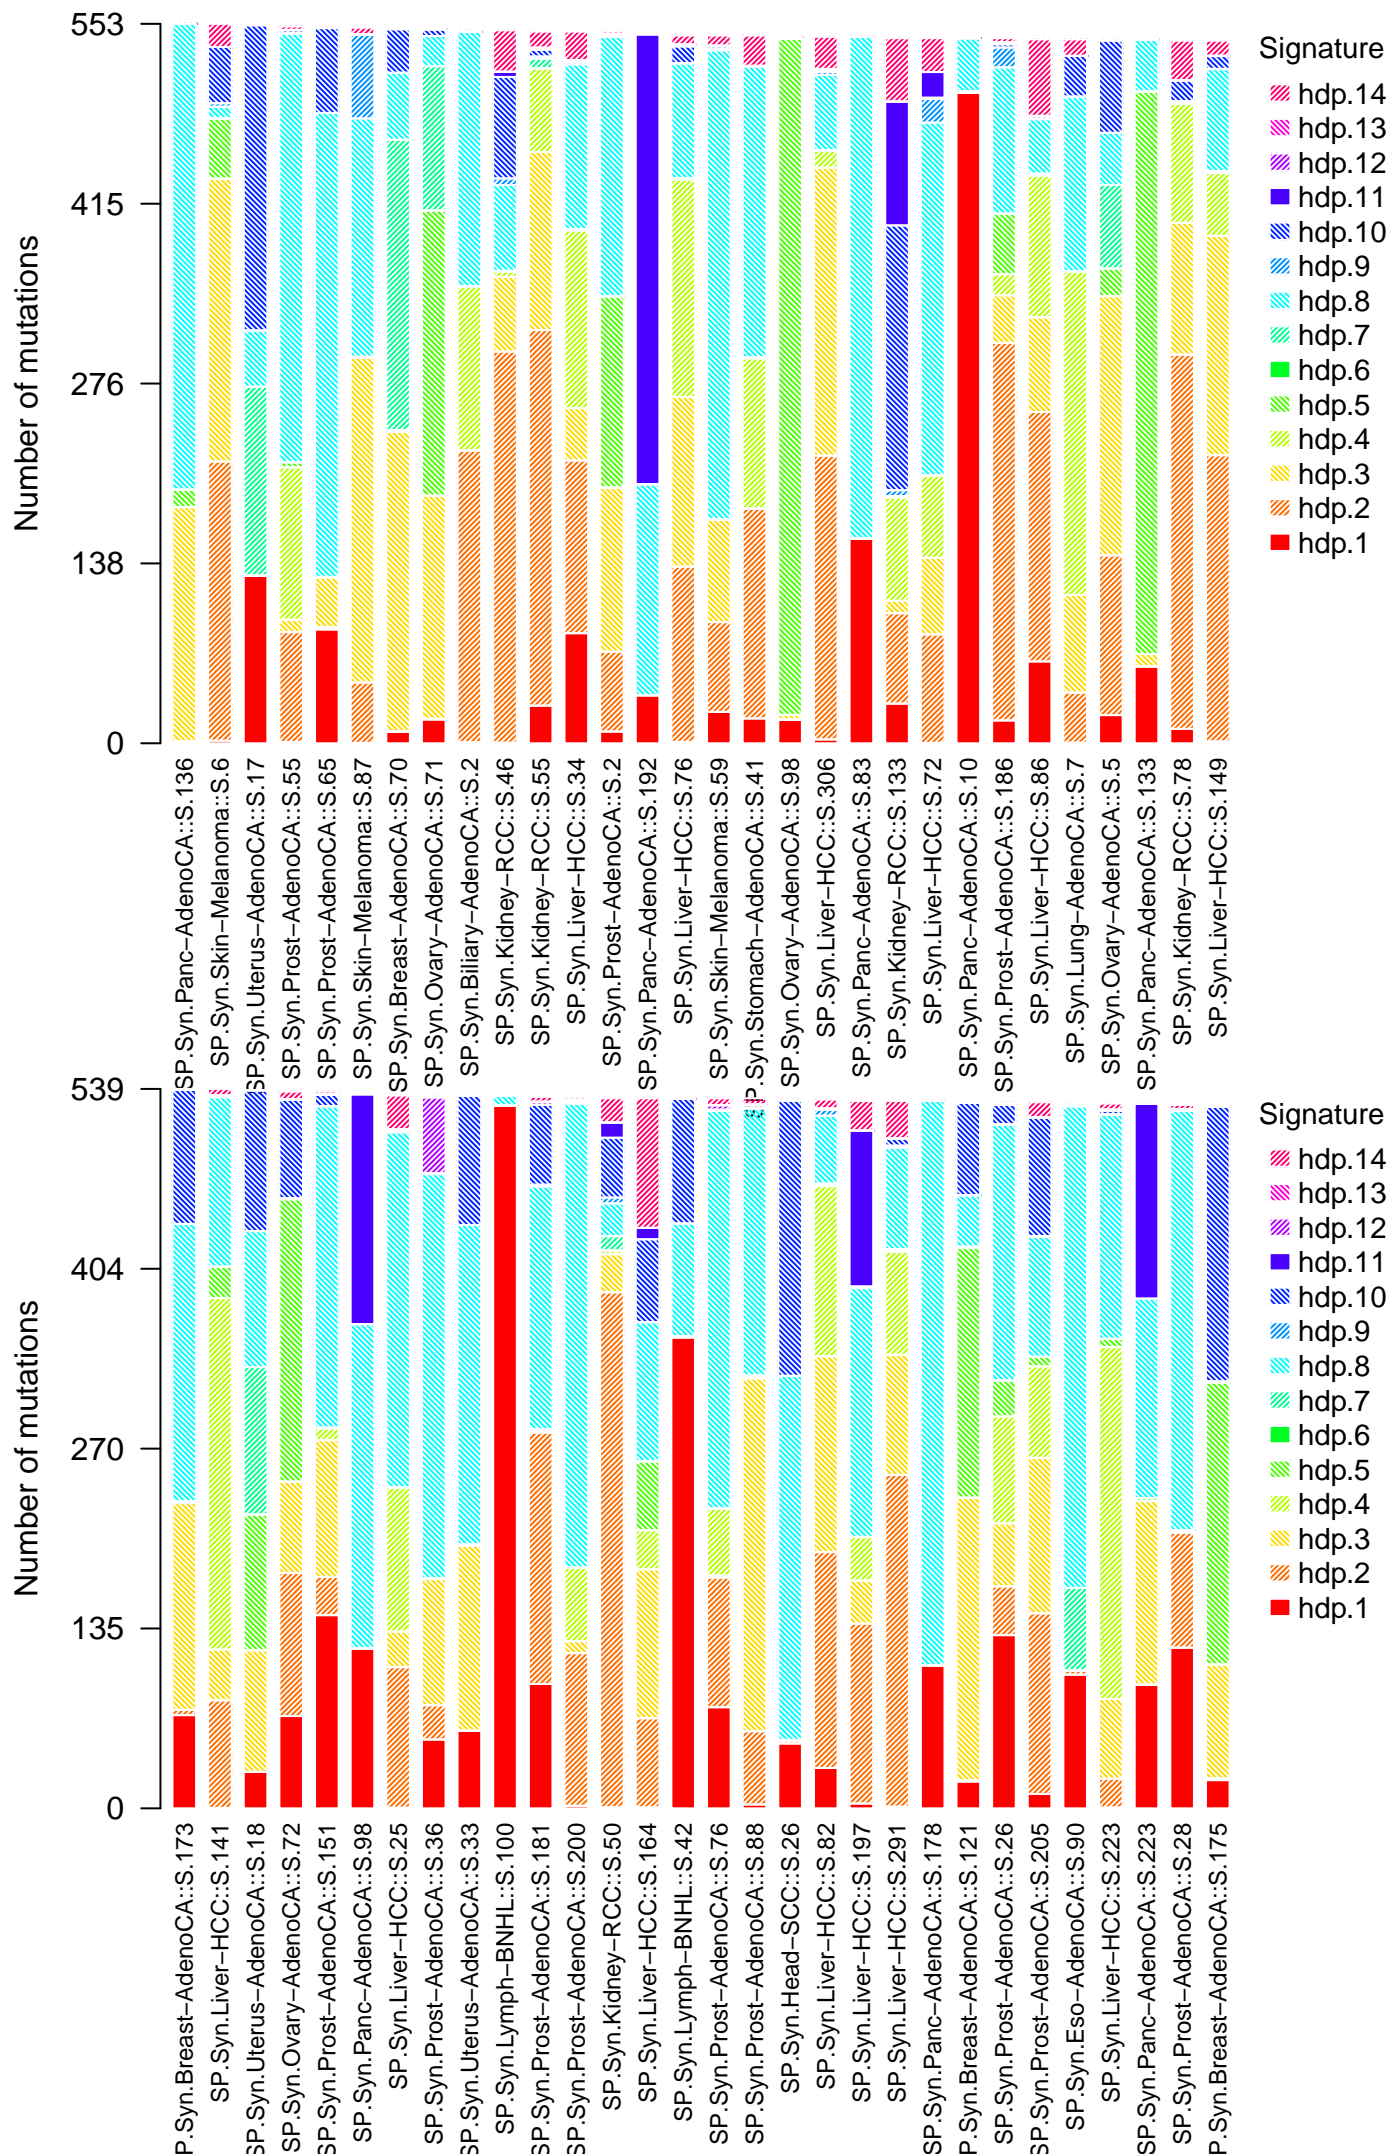 Number of mutations
553
415
276
138
0
Signature
hdp.14
hdp.13
hdp.12
hdp.11
hdp.10
hdp.9
hdp.8
hdp.7
hdp.6
hdp.5
hdp.4
hdp.3
hdp.2
hdp.1
SP.Syn.Panc−AdenoCA::S.136
SP.Syn.Skin−Melanoma::S.6
SP.Syn.Uterus−AdenoCA::S.17
SP.Syn.Prost−AdenoCA::S.55
SP.Syn.Prost−AdenoCA::S.65
SP.Syn.Skin−Melanoma::S.87
SP.Syn.Breast−AdenoCA::S.70
SP.Syn.Ovary−AdenoCA::S.71
SP.Syn.Biliary−AdenoCA::S.2
SP.Syn.Kidney−RCC::S.46
SP.Syn.Kidney−RCC::S.55
SP.Syn.Liver−HCC::S.34
SP.Syn.Prost−AdenoCA::S.2
SP.Syn.Panc−AdenoCA::S.192
SP.Syn.Liver−HCC::S.76
SP.Syn.Skin−Melanoma::S.59
SP.Syn.Stomach−AdenoCA::S.41
SP.Syn.Ovary−AdenoCA::S.98
SP.Syn.Liver−HCC::S.306
SP.Syn.Panc−AdenoCA::S.83
SP.Syn.Kidney−RCC::S.133
SP.Syn.Liver−HCC::S.72
SP.Syn.Panc−AdenoCA::S.10
SP.Syn.Prost−AdenoCA::S.186
SP.Syn.Liver−HCC::S.86
SP.Syn.Lung−AdenoCA::S.7
SP.Syn.Ovary−AdenoCA::S.5
SP.Syn.Panc−AdenoCA::S.133
SP.Syn.Kidney−RCC::S.78
SP.Syn.Liver−HCC::S.149
Number of mutations
539
404
270
135
0
Signature
hdp.14
hdp.13
hdp.12
hdp.11
hdp.10
hdp.9
hdp.8
hdp.7
hdp.6
hdp.5
hdp.4
hdp.3
hdp.2
hdp.1
SP.Syn.Breast−AdenoCA::S.173
SP.Syn.Liver−HCC::S.141
SP.Syn.Uterus−AdenoCA::S.18
SP.Syn.Ovary−AdenoCA::S.72
SP.Syn.Prost−AdenoCA::S.151
SP.Syn.Panc−AdenoCA::S.98
SP.Syn.Liver−HCC::S.25
SP.Syn.Prost−AdenoCA::S.36
SP.Syn.Uterus−AdenoCA::S.33
SP.Syn.Lymph−BNHL::S.100
SP.Syn.Prost−AdenoCA::S.181
SP.Syn.Prost−AdenoCA::S.200
SP.Syn.Kidney−RCC::S.50
SP.Syn.Liver−HCC::S.164
SP.Syn.Lymph−BNHL::S.42
SP.Syn.Prost−AdenoCA::S.76
SP.Syn.Prost−AdenoCA::S.88
SP.Syn.Head−SCC::S.26
SP.Syn.Liver−HCC::S.82
SP.Syn.Liver−HCC::S.197
SP.Syn.Liver−HCC::S.291
SP.Syn.Panc−AdenoCA::S.178
SP.Syn.Breast−AdenoCA::S.121
SP.Syn.Prost−AdenoCA::S.26
SP.Syn.Prost−AdenoCA::S.205
SP.Syn.Eso−AdenoCA::S.90
SP.Syn.Liver−HCC::S.223
SP.Syn.Panc−AdenoCA::S.223
SP.Syn.Prost−AdenoCA::S.28
SP.Syn.Breast−AdenoCA::S.175